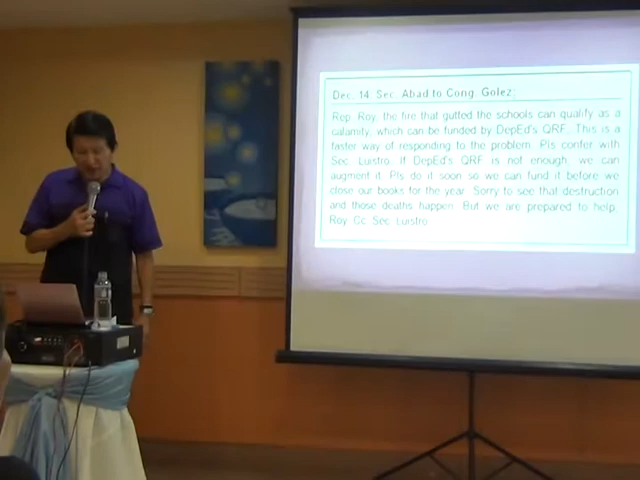 Dec. 14: Sec. Abad to Cong. Golez:
Rep. Roy, the fire that gutted the schools can qualify as a
calamity, which can be funded by DepEd's QRF. This is a
faster way of responding to the problem. Pls confer with
Sec. Luistro. If DepEd's QRF is not enough, we can
augment it. Pls do it soon so we can fund it before we
close our books for the year. Sorry to see that destruction
and those deaths happen. But we are prepared to help,
Roy. Cc: Sec. Luistro